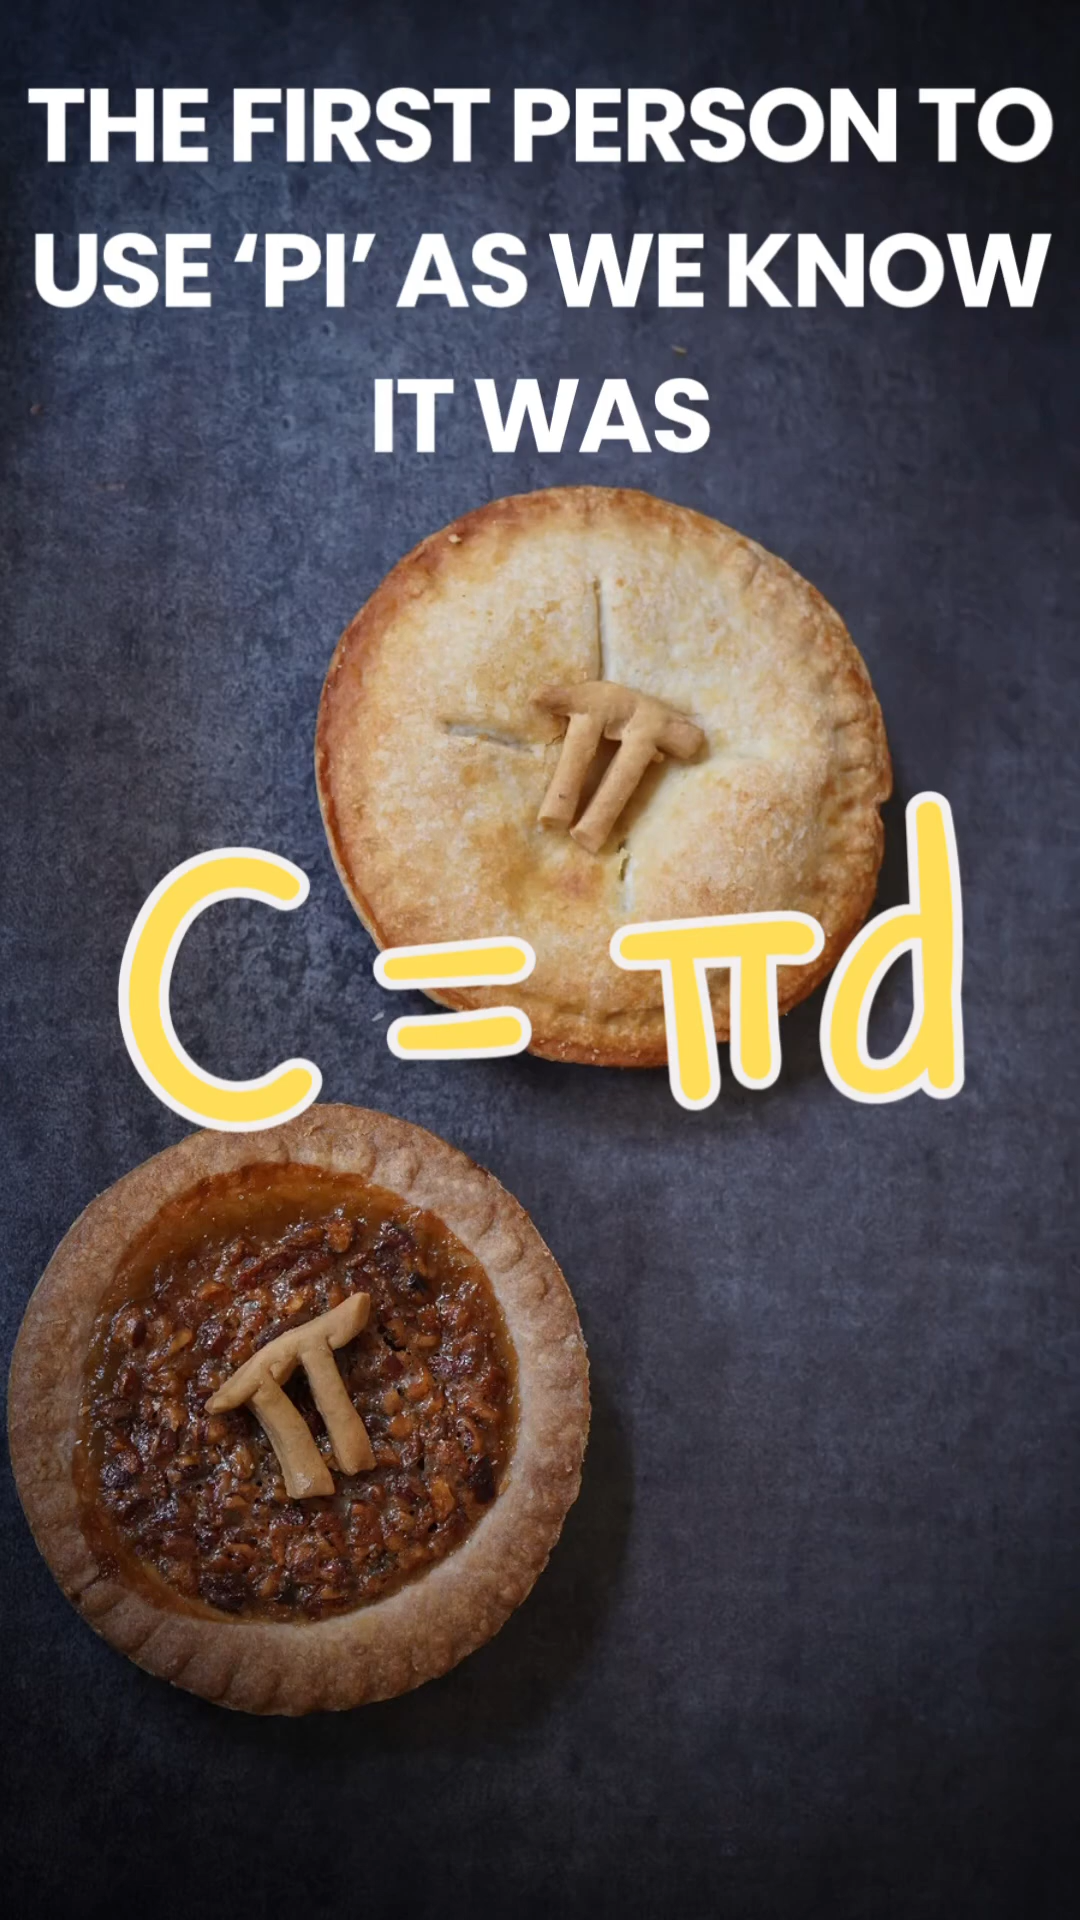 THE FIRST PERSON TO
USE ‘PI’ AS WE KNOW
IT WAS
π
C = πd
π